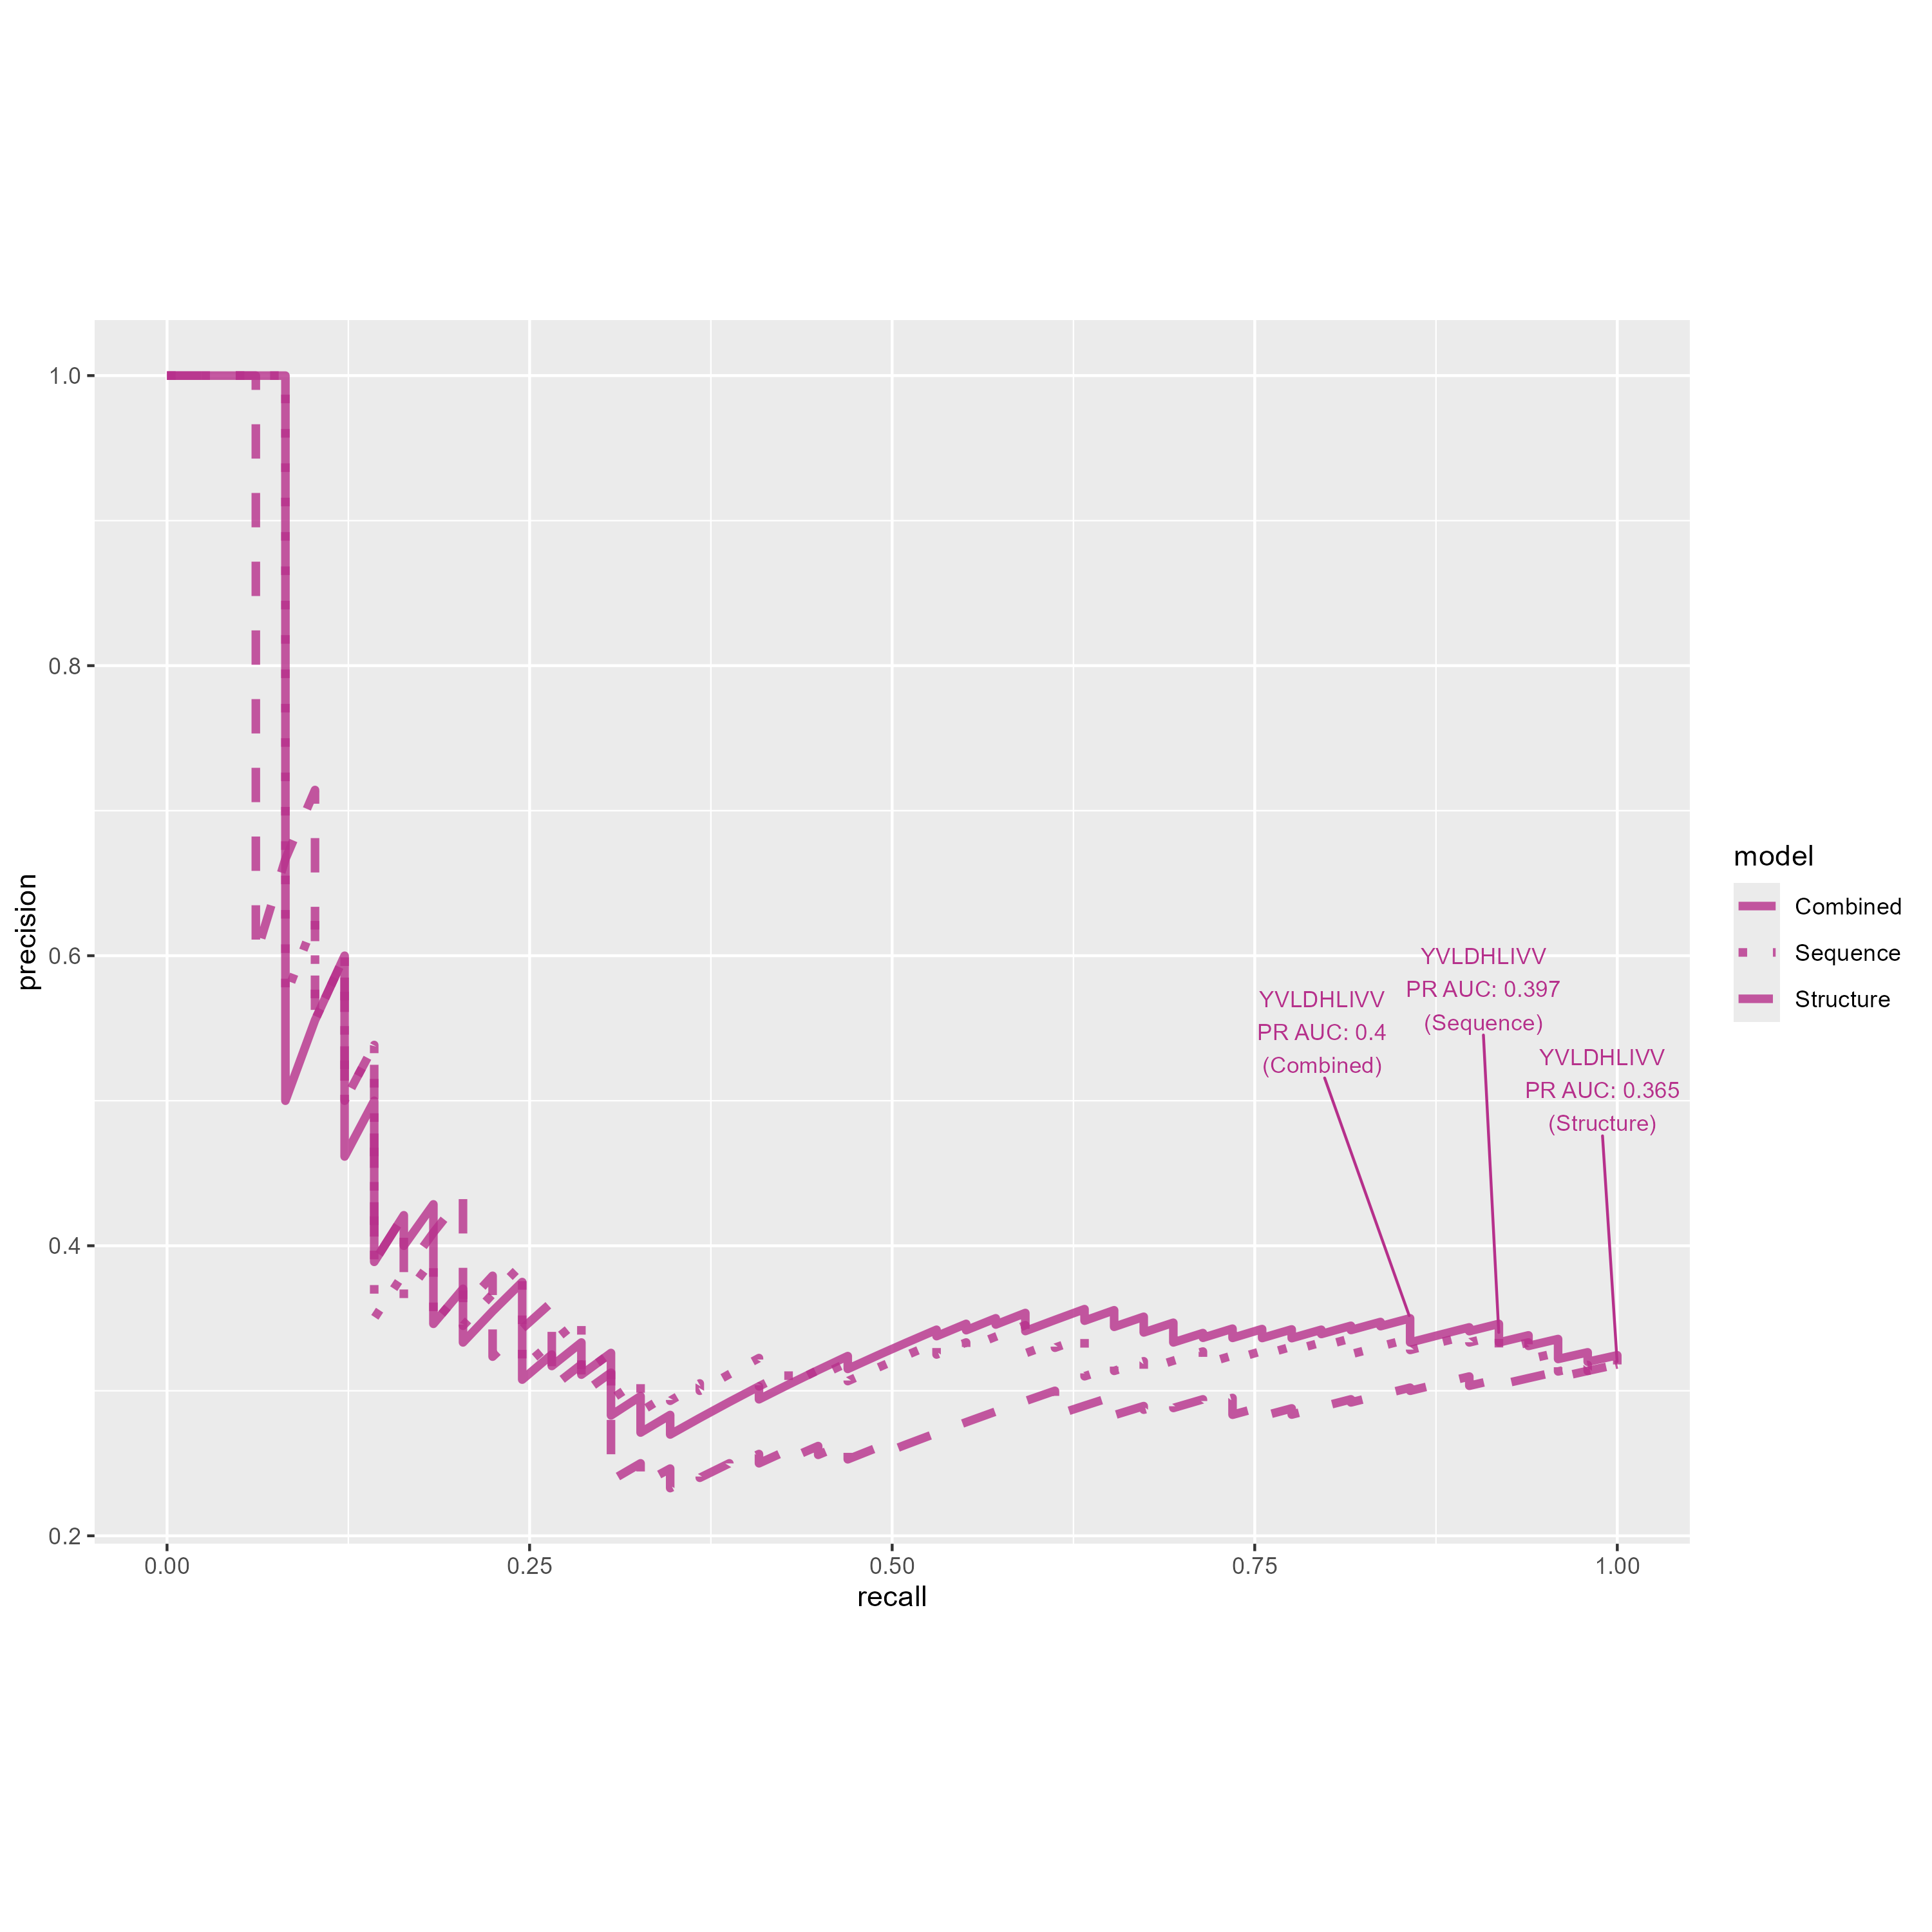 1.0
0.8
0.6
0.4
0.2
precision
0.00
0.25
0.50
0.75
1.00
recall
YVLDHLIVV
PR AUC: 0.4
(Combined)
YVLDHLIVV
PR AUC: 0.397
(Sequence)
YVLDHLIVV
PR AUC: 0.365
(Structure)
model
Combined
Sequence
Structure